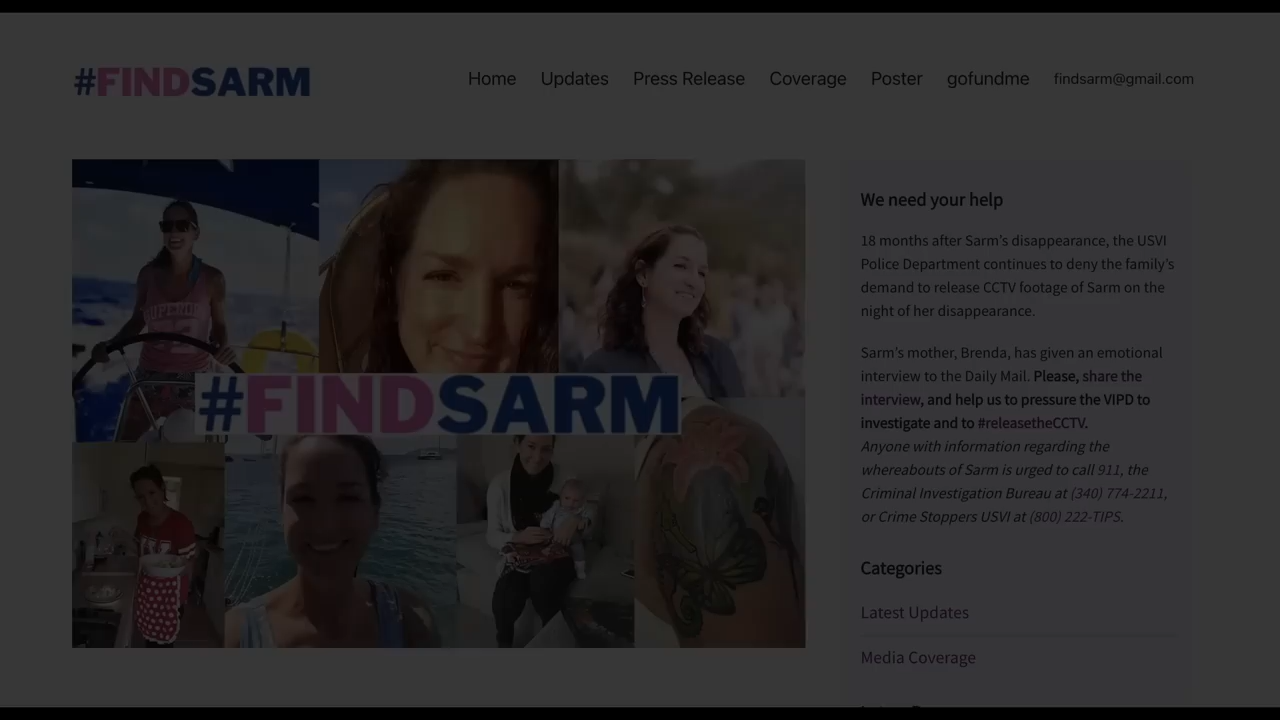 #FINDSARM
Home Updates Press Release Coverage Poster gofundme findsarm@gmail.com
SUPERDRY
#FINDSARM
We need your help
18 months after Sarm’s disappearance, the USVI
Police Department continues to deny the family’s
demand to release CCTV footage of Sarm on the
night of her disappearance.
Sarm’s mother, Brenda, has given an emotional
interview to the Daily Mail. Please, share the
interview, and help us to pressure the VIPD to
investigate and to #releasetheCCTV.
Anyone with information regarding the
whereabouts of Sarm is urged to call 911, the
Criminal Investigation Bureau at (340) 774-2211,
or Crime Stoppers USVI at (800) 222-TIPS.
Categories
Latest Updates
Media Coverage